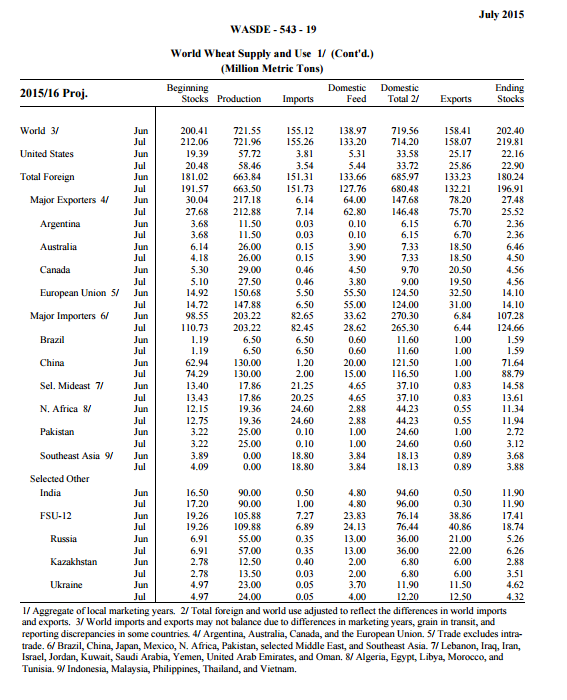 July 2015
WASDE - 543 - 19
World Wheat Supply and Use 1/ (Cont'd.)
(Million Metric Tons)
2015/16 Proj. Beginning Stocks Production Imports Domestic Feed Domestic Total 2/ Exports Ending Stocks
World 3/ Jun 200.41 721.55 155.12 138.97 719.56 158.41 202.40
Jul 212.06 721.96 155.26 133.20 714.20 158.07 219.81
United States Jun 19.39 57.72 3.81 5.31 33.58 25.17 22.16
Jul 20.48 58.46 3.54 5.44 33.72 25.86 22.90
Total Foreign Jun 181.02 663.84 151.31 133.66 685.97 133.23 180.24
Jul 191.57 663.50 151.73 127.76 680.48 132.21 196.91
Major Exporters 4/ Jun 30.04 217.18 6.14 64.00 147.68 78.20 27.48
Jul 27.68 212.88 7.14 62.80 146.48 75.70 25.52
Argentina Jun 3.68 11.50 0.03 0.10 6.15 6.70 2.36
Jul 3.68 11.50 0.03 0.10 6.15 6.70 2.36
Australia Jun 6.14 26.00 0.15 3.90 7.33 18.50 6.46
Jul 4.18 26.00 0.15 3.90 7.33 18.50 4.50
Canada Jun 5.30 29.00 0.46 4.50 9.70 20.50 4.56
Jul 5.10 27.50 0.46 3.80 9.00 19.50 4.56
European Union 5/ Jun 14.92 150.68 5.50 55.50 124.50 32.50 14.10
Jul 14.72 147.88 6.50 55.00 124.00 31.00 14.10
Major Importers 6/ Jun 98.55 203.22 82.65 33.62 270.30 6.84 107.28
Jul 110.73 203.22 82.45 28.62 265.30 6.44 124.66
Brazil Jun 1.19 6.50 6.50 0.60 11.60 1.00 1.59
Jul 1.19 6.50 6.50 0.60 11.60 1.00 1.59
China Jun 62.94 130.00 1.20 20.00 121.50 1.00 71.64
Jul 74.29 130.00 2.00 15.00 116.50 1.00 88.79
Sel. Mideast 7/ Jun 13.40 17.86 21.25 4.65 37.10 0.83 14.58
Jul 13.43 17.86 20.25 4.65 37.10 0.83 13.61
N. Africa 8/ Jun 12.15 19.36 24.60 2.88 44.23 0.55 11.34
Jul 12.75 19.36 24.60 2.88 44.23 0.55 11.94
Pakistan Jun 3.22 25.00 0.10 1.00 24.60 1.00 2.72
Jul 3.22 25.00 0.10 1.00 24.60 0.60 3.12
Southeast Asia 9/ Jun 3.89 0.00 18.80 3.84 18.13 0.89 3.68
Jul 4.09 0.00 18.80 3.84 18.13 0.89 3.88
Selected Other
India Jun 16.50 90.00 0.50 4.80 94.60 0.50 11.90
Jul 17.20 90.00 1.00 4.80 96.00 0.30 11.90
FSU-12 Jun 19.26 105.88 7.27 23.83 76.14 38.86 17.41
Jul 19.26 109.88 6.89 24.13 76.44 40.86 18.74
Russia Jun 6.91 55.00 0.35 13.00 36.00 21.00 5.26
Jul 6.91 57.00 0.35 13.00 36.00 22.00 6.26
Kazakhstan Jun 2.78 12.50 0.40 2.00 6.80 6.00 2.88
Jul 2.78 13.50 0.03 2.00 6.80 6.00 3.51
Ukraine Jun 4.97 23.00 0.05 3.70 11.90 11.50 4.62
Jul 4.97 24.00 0.05 4.00 12.20 12.50 4.32
1/ Aggregate of local marketing years. 2/ Total foreign and world use adjusted to reflect the differences in world imports
and exports. 3/ World imports and exports may not balance due to differences in marketing years, grain in transit, and
reporting discrepancies in some countries. 4/ Argentina, Australia, Canada, and the European Union. 5/ Trade excludes intra-
trade. 6/ Brazil, China, Japan, Mexico, N. Africa, Pakistan, selected Middle East, and Southeast Asia. 7/ Lebanon, Iraq, Iran,
Israel, Jordan, Kuwait, Saudi Arabia, Yemen, United Arab Emirates, and Oman. 8/ Algeria, Egypt, Libya, Morocco, and
Tunisia. 9/ Indonesia, Malaysia, Philippines, Thailand, and Vietnam.